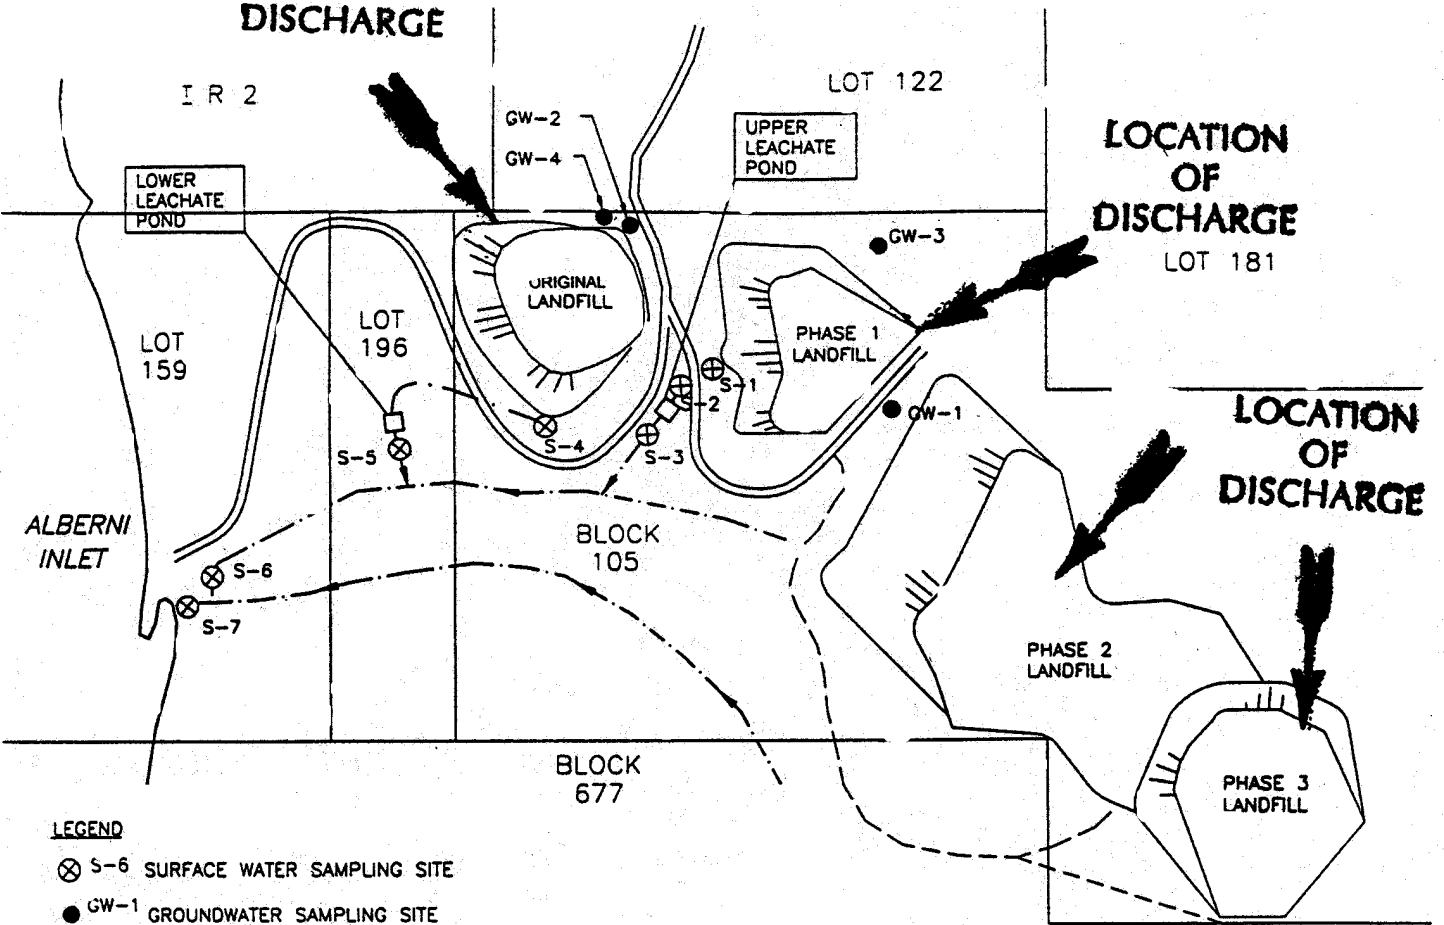 DISCHARGE
I R 2
LOT 122
GW-2
GW-4
UPPER
LEACHATE
POND
LOCATION
OF
DISCHARGE
LOT 181
LOWER
LEACHATE
POND
GW-3
ORIGINAL
LANDFILL
LOT
159
LOT
196
PHASE 1
LANDFILL
S-1
S-2
GW-1
S-4
S-3
S-5
LOCATION
OF
DISCHARGE
ALBERNI
INLET
BLOCK
105
S-6
S-7
PHASE 2
LANDFILL
BLOCK
677
PHASE 3
LANDFILL
LEGEND
S-6 SURFACE WATER SAMPLING SITE
GW-1 GROUNDWATER SAMPLING SITE